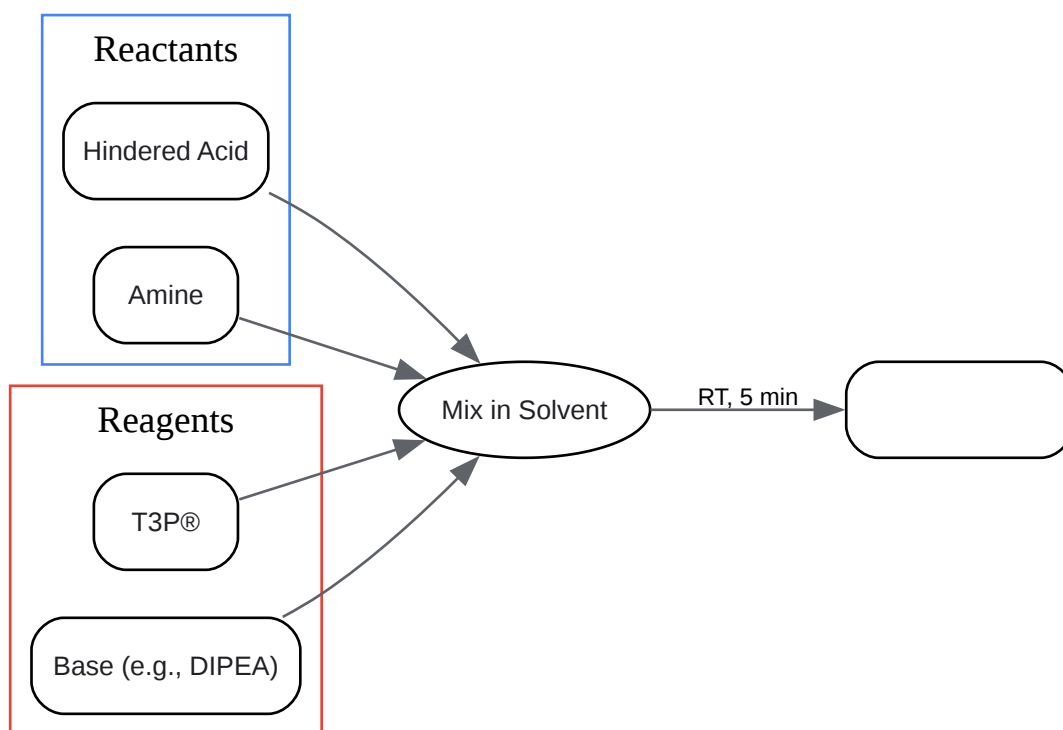 Reactants
Hindered Acid
Amine
Reagents
T3P®
Base (e.g., DIPEA)
Mix in Solvent
RT, 5 min